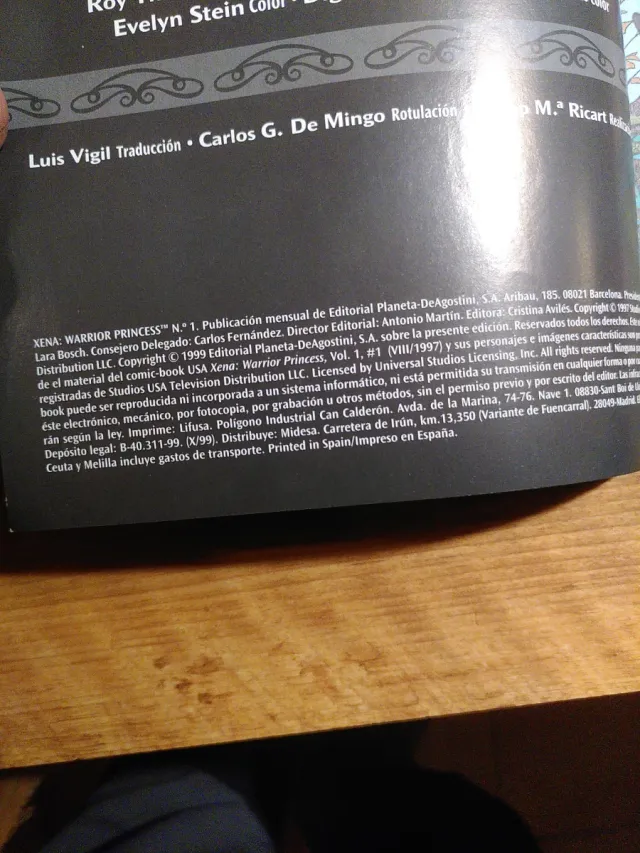 Roy
Evelyn Stein Color •
Color
Luis Vigil Traducción • Carlos G. De Mingo Rotulación M.ª Ricart
XENA: WARRIOR PRINCESS™ N.º 1. Publicación mensual de Editorial Planeta-DeAgostini, S.A. Aribau, 185. 08021 Barcelona.
Lara Bosch. Consejero Delegado: Carlos Fernández. Director Editorial: Antonio Martín. Editora: Cristina Avilés. Copyright © 1997
Distribution LLC. Copyright © 1999 Editorial Planeta-DeAgostini, S.A. sobre la presente edición. Reservados todos los derechos.
de el material del comic-book USA Xena: Warrior Princess, Vol. 1, #1 (VIII/1997) y sus personajes e imágenes características son
registradas de Studios USA Television Distribution LLC. Licensed by Universal Studios Licensing, Inc. All rights reserved. Ninguna
book puede ser reproducida ni incorporada a un sistema informático, ni está permitida su transmisión en cualquier forma o por
éste electrónico, mecánico, por fotocopia, por grabación u otros métodos, sin el permiso previo y por escrito del editor. Las
rán según la ley. Imprime: Lifusa. Polígono Industrial Can Calderón. Avda. de la Marina, 74-76. Nave 1. 08830-Sant Boi de
Depósito legal: B-40.311-99. (X/99). Distribuye: Midesa. Carretera de Irún, km.13,350 (Variante de Fuencarral). 28049-Madrid.
Ceuta y Melilla incluye gastos de transporte. Printed in Spain/Impreso en España.